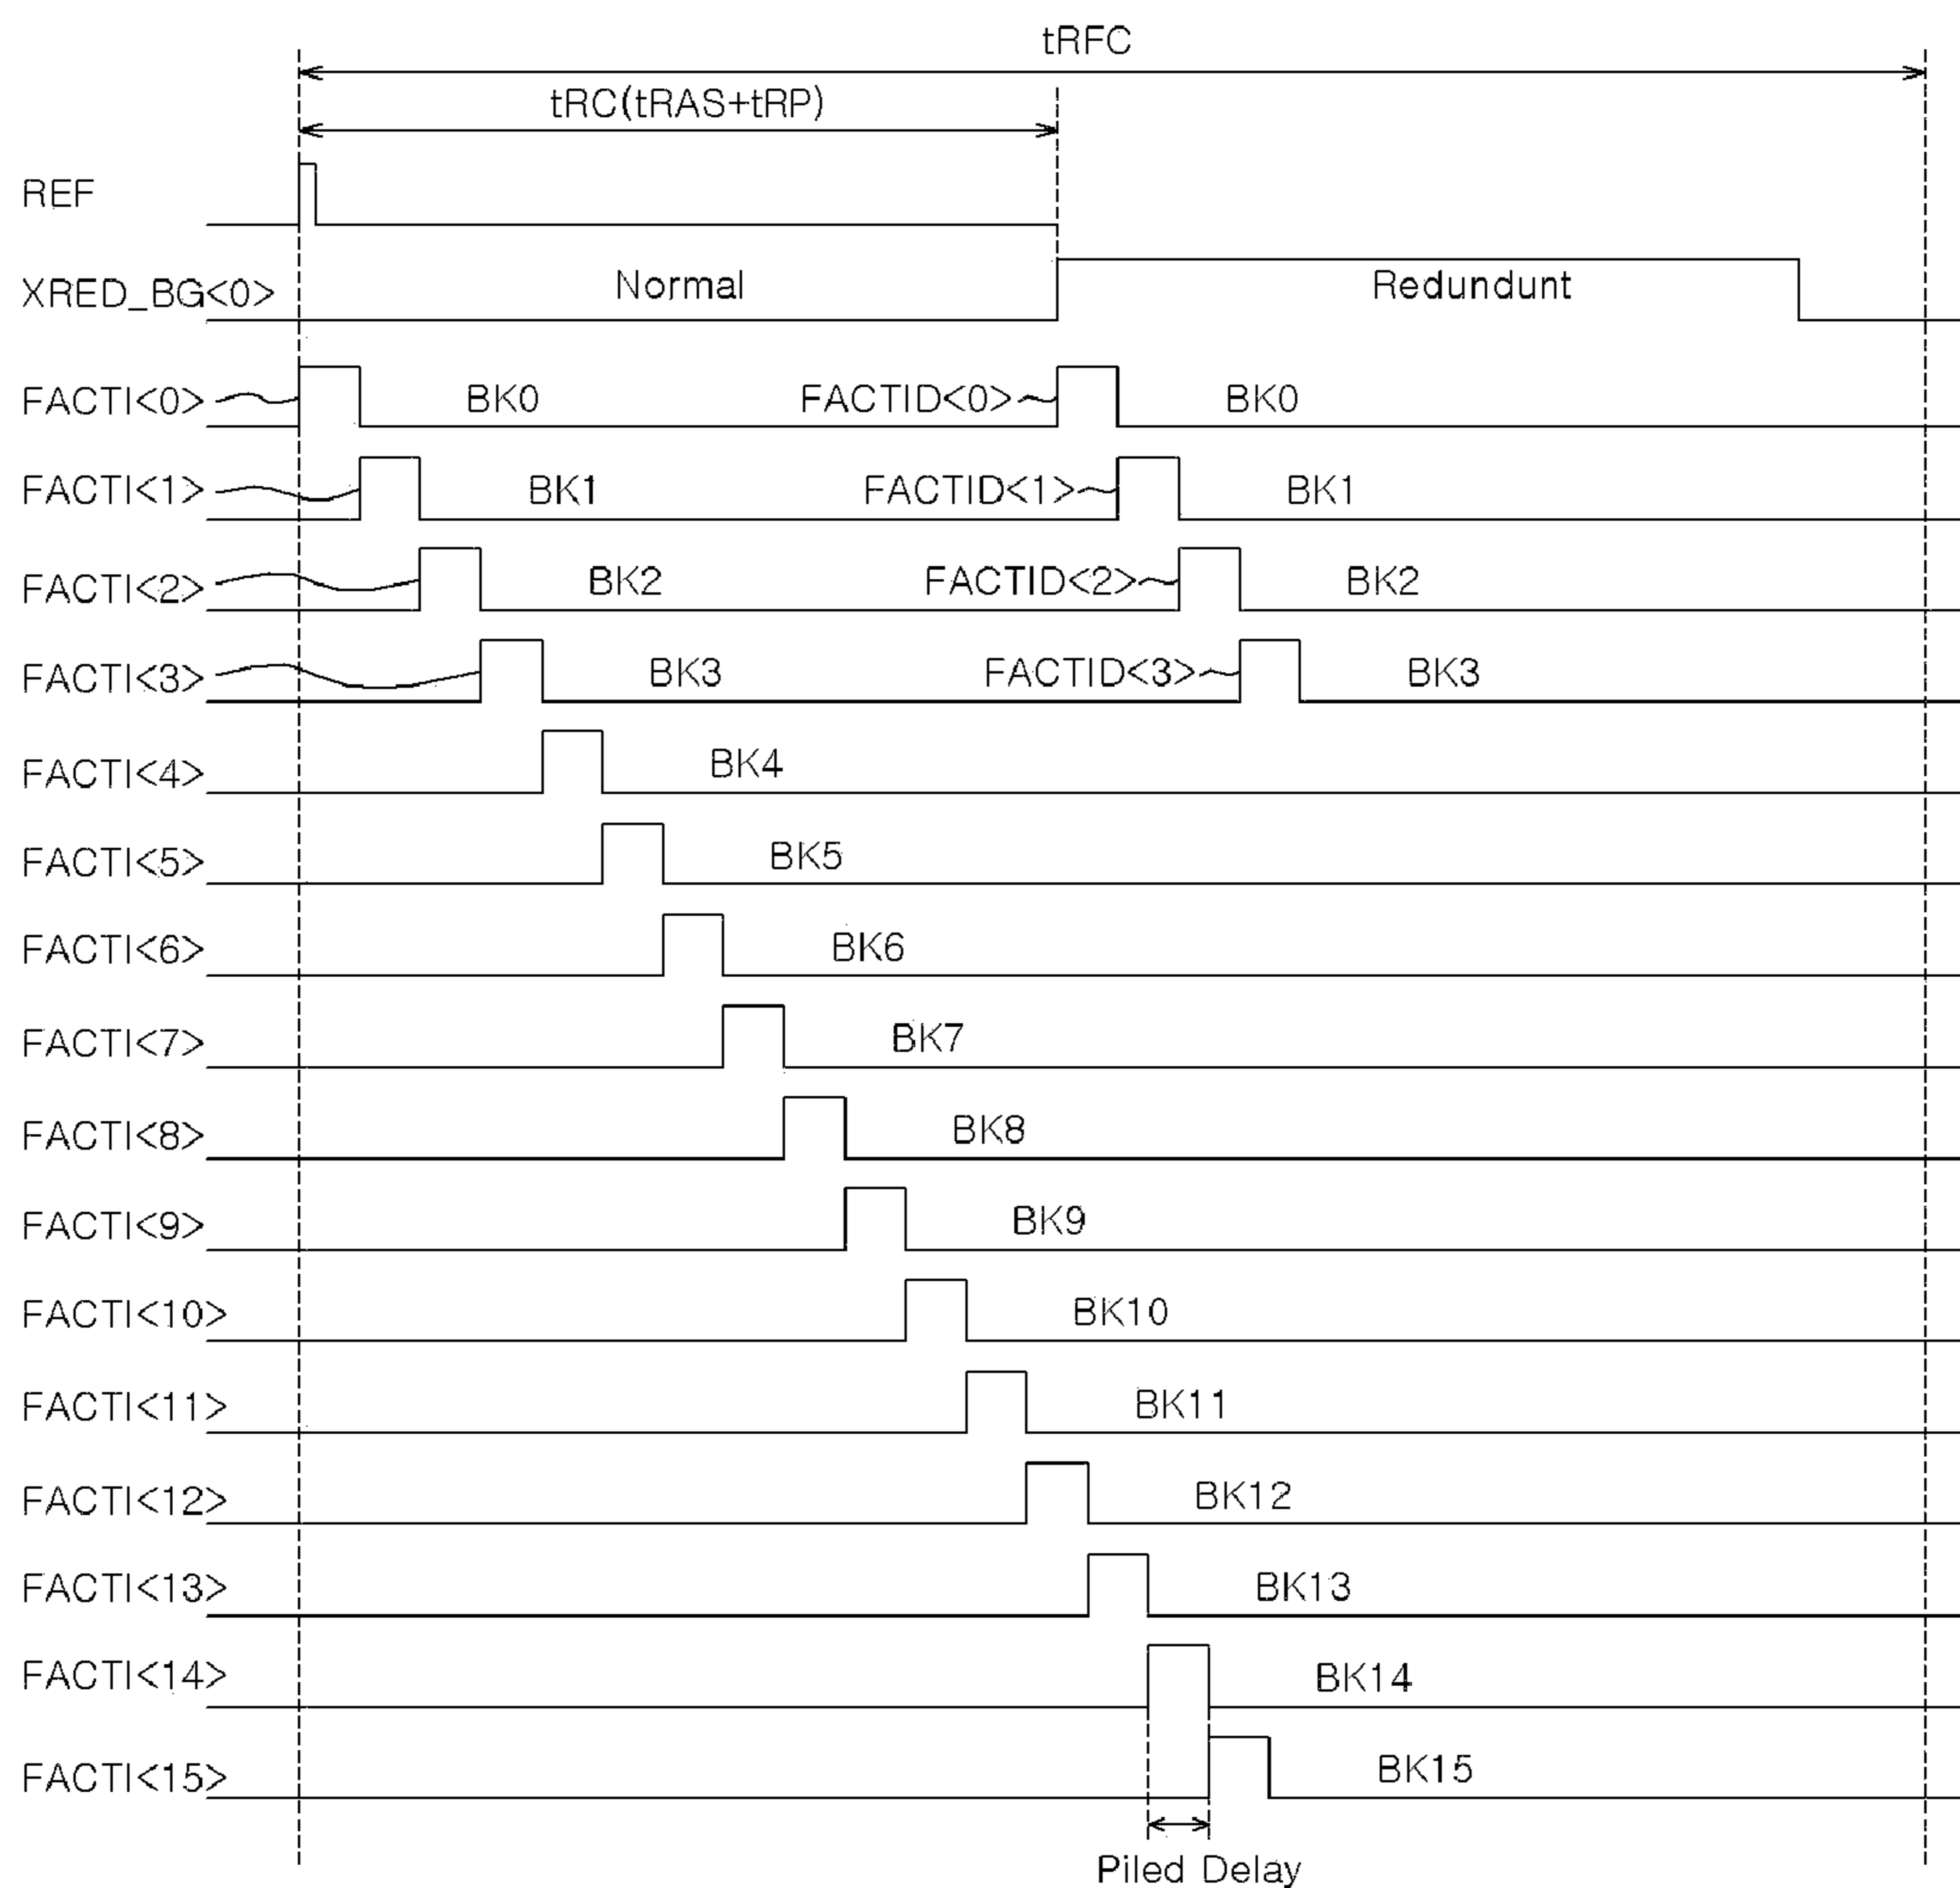 tRFC
tRC(tRAS+tRP)
REF
XRED_BG<0> Normal Redundunt
FACTI<0> BK0 FACTID<0> BK0
FACTI<1> BK1 FACTID<1> BK1
FACTI<2> BK2 FACTID<2> BK2
FACTI<3> BK3 FACTID<3> BK3
FACTI<4> BK4
FACTI<5> BK5
FACTI<6> BK6
FACTI<7> BK7
FACTI<8> BK8
FACTI<9> BK9
FACTI<10> BK10
FACTI<11> BK11
FACTI<12> BK12
FACTI<13> BK13
FACTI<14> BK14
FACTI<15> BK15
Piled Delay